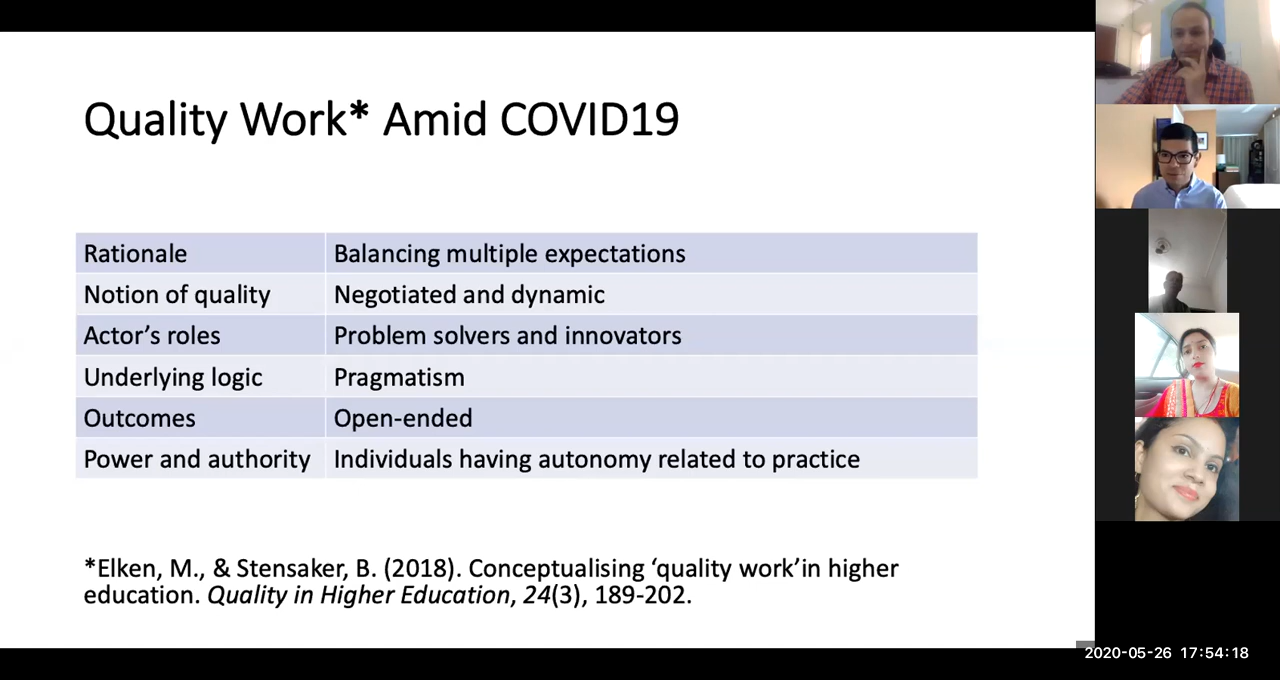 Quality Work* Amid COVID19
Rationale Balancing multiple expectations
Notion of quality Negotiated and dynamic
Actor’s roles Problem solvers and innovators
Underlying logic Pragmatism
Outcomes Open-ended
Power and authority Individuals having autonomy related to practice
*Elken, M., & Stensaker, B. (2018). Conceptualising ‘quality work’in higher
education. Quality in Higher Education, 24(3), 189-202.
2020-05-26 17:54:18